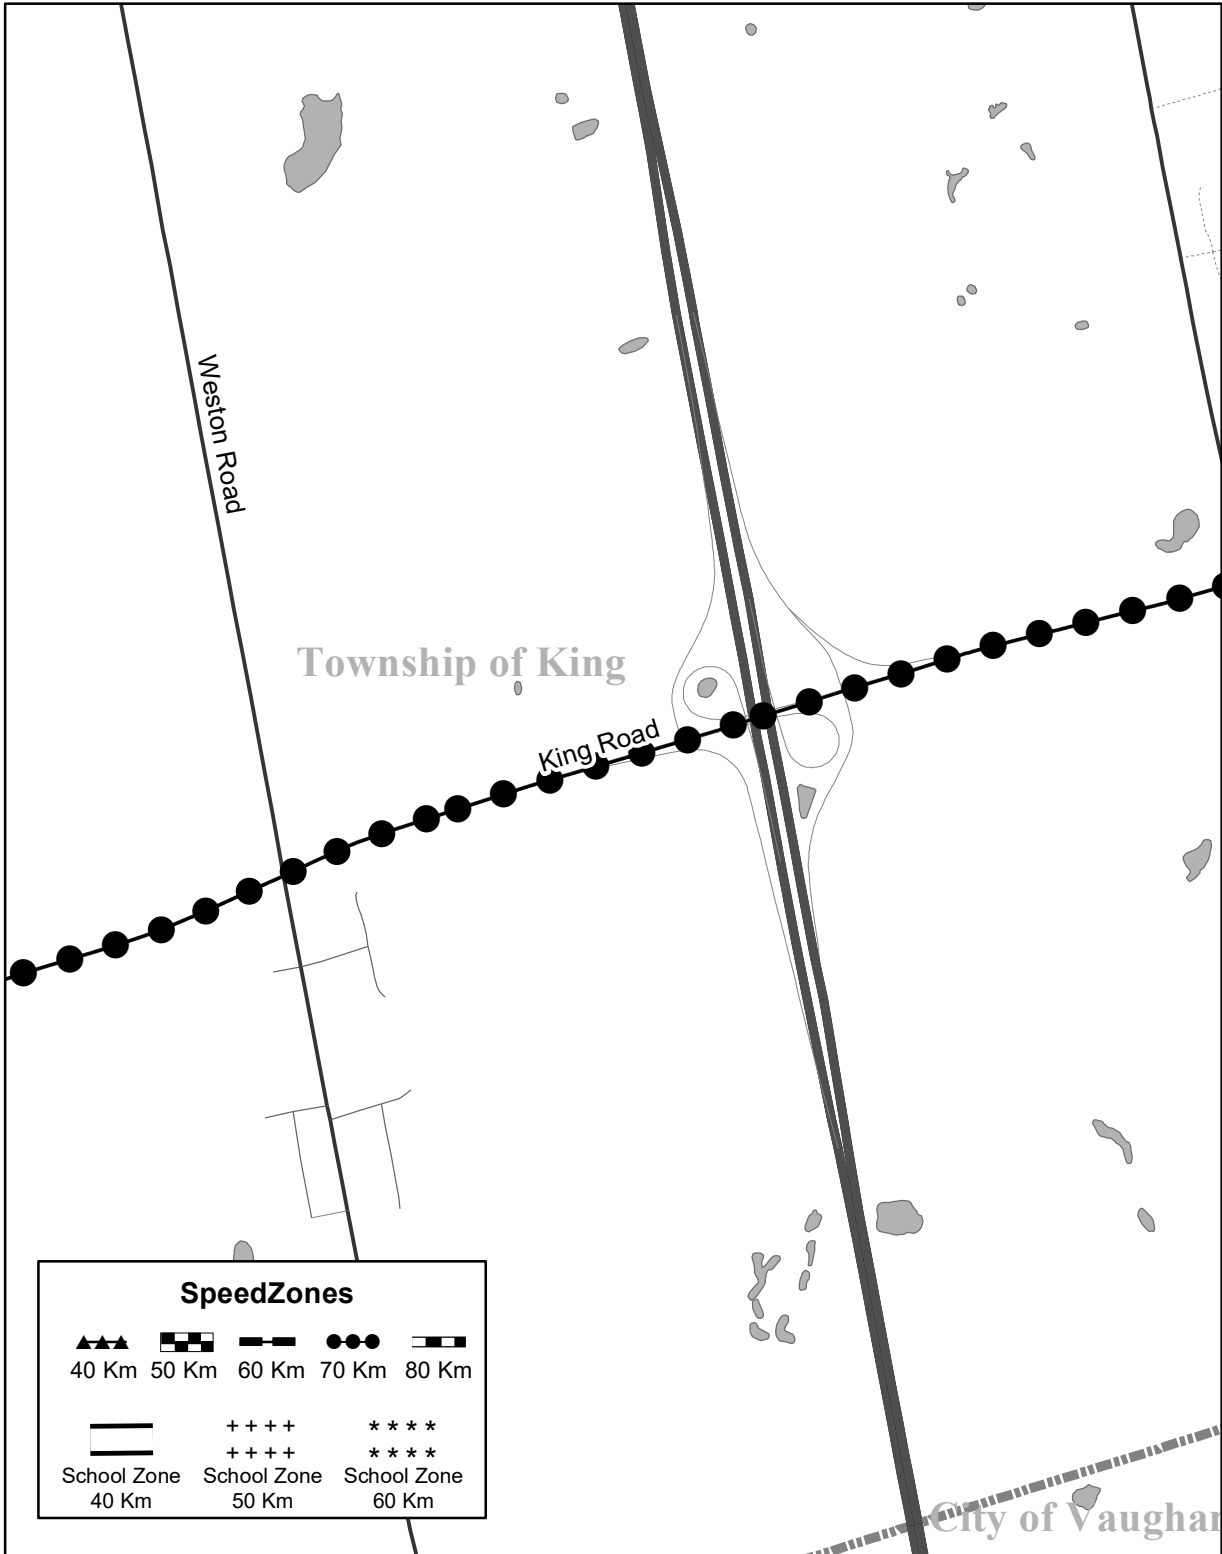 Weston Road
Township of King
King Road
SpeedZones
40 Km 50 Km 60 Km 70 Km 80 Km
School Zone School Zone School Zone
40 Km 50 Km 60 Km
City of Vaughan